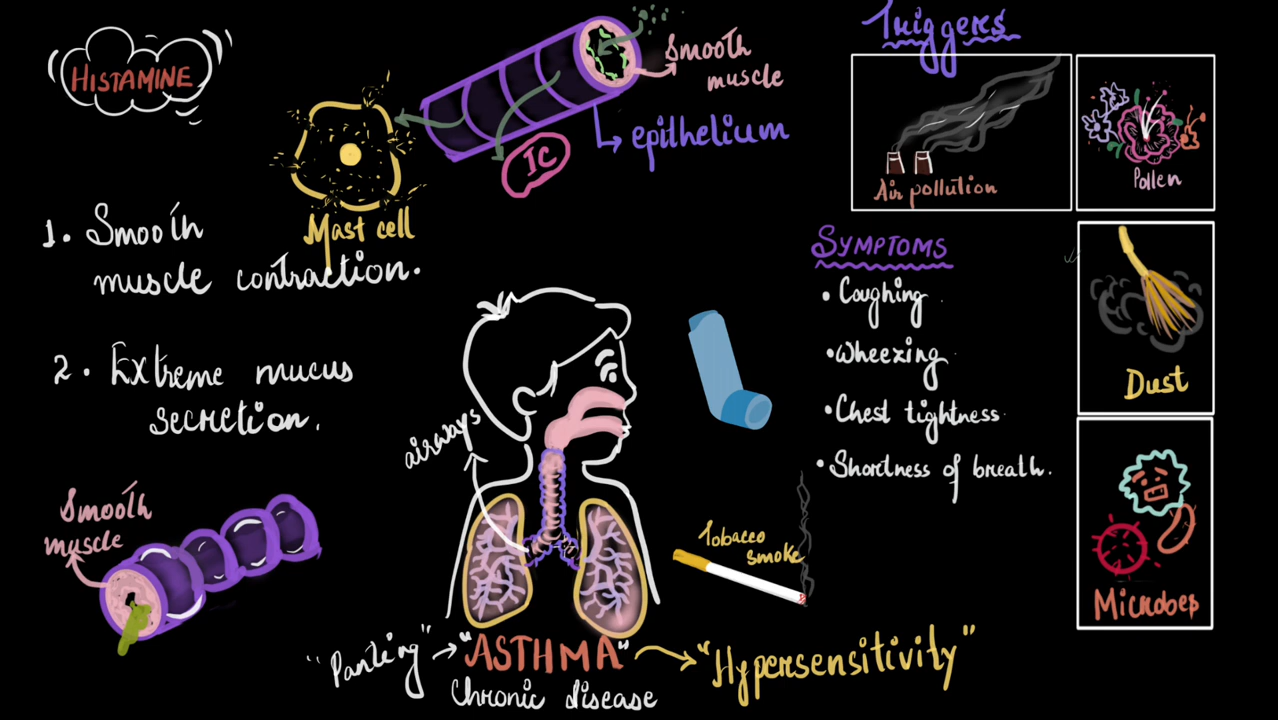 HISTAMINE
Smooth
muscle
epithelium
IC
Mast cell
1. Smooth
muscle contraction.
2. Extreme mucus
secretion.
Smooth
muscle
airways
"Panting"
"ASTHMA"
Chronic disease
"Hypersensitivity"
Tobacco
smoke
Triggers
Air pollution
Pollen
Dust
Microbes
SYMPTOMS
• Coughing
• Wheezing
• Chest tightness
• Shortness of breath.